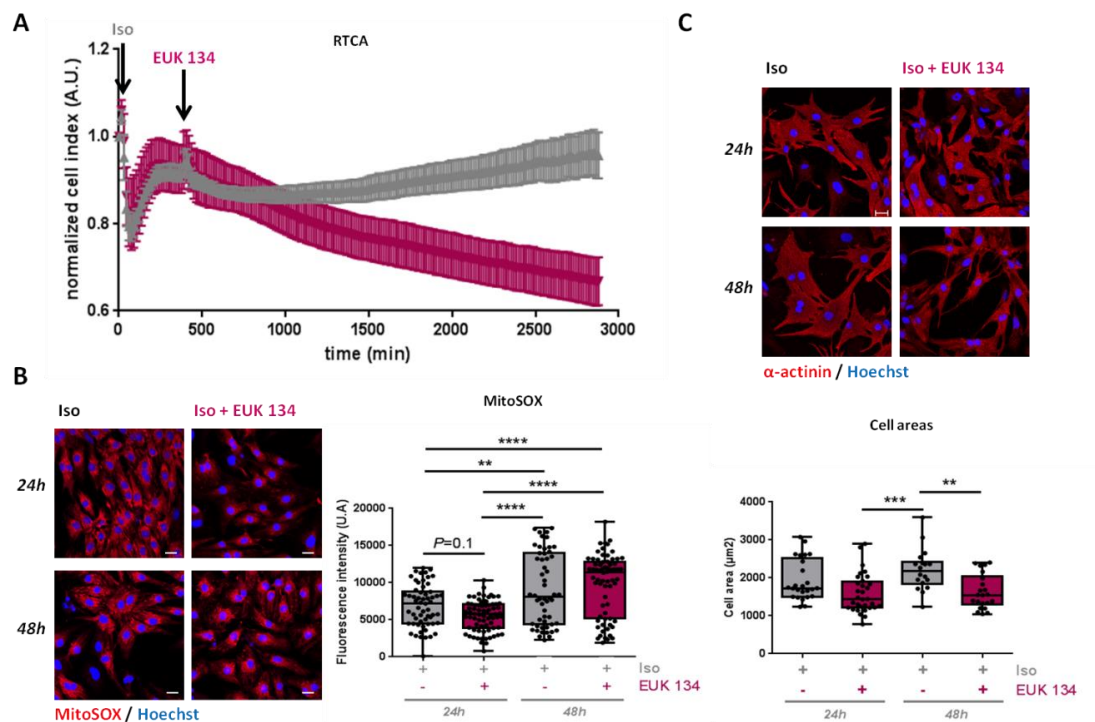 A
Iso
EUK 134
RTCA
normalized cell index (A.U.)
1.2
1.0
0.8
0.6
0
500
1000
1500
2000
2500
3000
time (min)
C
Iso
Iso + EUK 134
24h
48h
α-actinin / Hoechst
B
Iso
Iso + EUK 134
24h
48h
MitoSOX / Hoechst
MitoSOX
Fluorescence intensity (U.A)
20000
15000
10000
5000
0
****
**
****
****
P=0.1
+ + + + Iso
- + - + EUK 134
24h 48h
Cell areas
Cell area (μm2)
4000
3000
2000
1000
0
***
**
+ + + + Iso
- + - + EUK 134
24h 48h